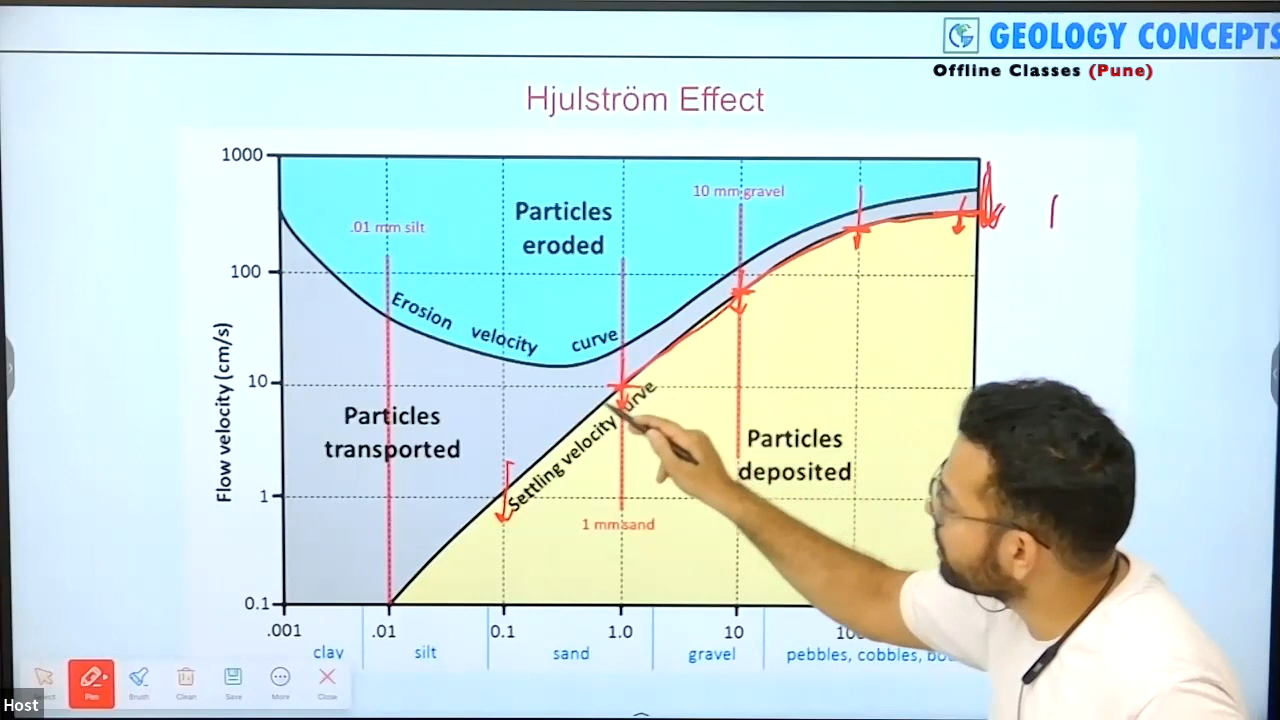 GEOLOGY CONCEPTS
Offline Classes (Pune)
Hjulström Effect
1000
100
10
1
0.1
Flow velocity (cm/s)
.01 mm silt
Particles
eroded
10 mm gravel
Erosion velocity curve
Particles
transported
Settling velocity curve
Particles
deposited
1 mm sand
.001 .01 0.1 1.0 10
clay silt sand gravel pebbles, cobbles,
Select Pen Brush Clean Save More Close
Host